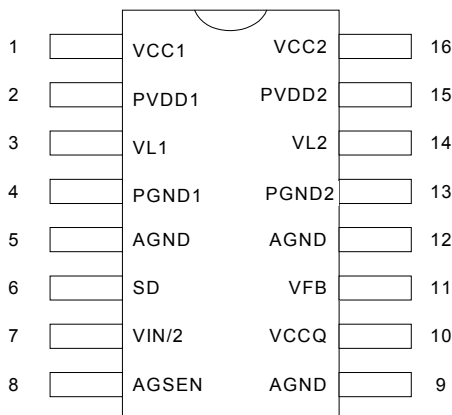 1 VCC1 VCC2 16
2 PVDD1 PVDD2 15
3 VL1 VL2 14
4 PGND1 PGND2 13
5 AGND AGND 12
6 SD VFB 11
7 VIN/2 VCCQ 10
8 AGSEN AGND 9